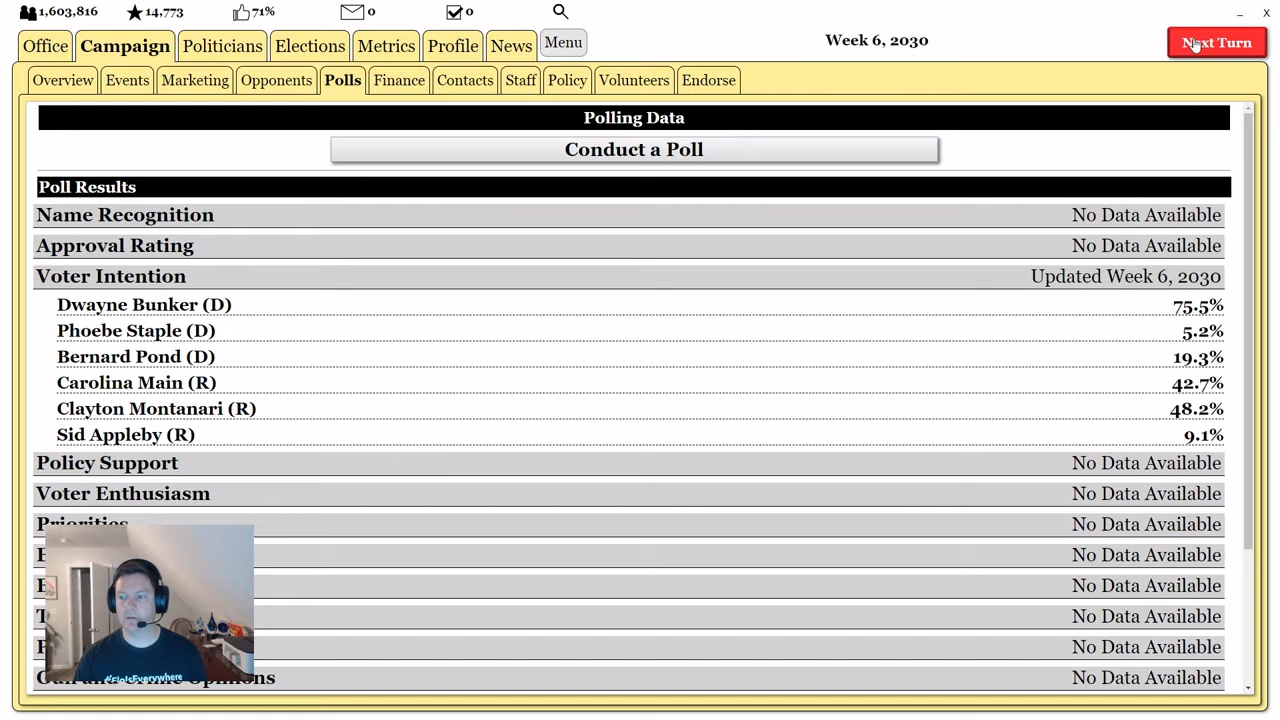 1,603,816 14,773 71% 0 0
Office Campaign Politicians Elections Metrics Profile News Menu Week 6, 2030 Next Turn
Overview Events Marketing Opponents Polls Finance Contacts Staff Policy Volunteers Endorse
Polling Data
Conduct a Poll
Poll Results
Name Recognition No Data Available
Approval Rating No Data Available
Voter Intention Updated Week 6, 2030
Dwayne Bunker (D) 75.5%
Phoebe Staple (D) 5.2%
Bernard Pond (D) 19.3%
Carolina Main (R) 42.7%
Clayton Montanari (R) 48.2%
Sid Appleby (R) 9.1%
Policy Support No Data Available
Voter Enthusiasm No Data Available
Priorities No Data Available
No Data Available
No Data Available
No Data Available
No Data Available
Opinions No Data Available
#FloIsEverywhere